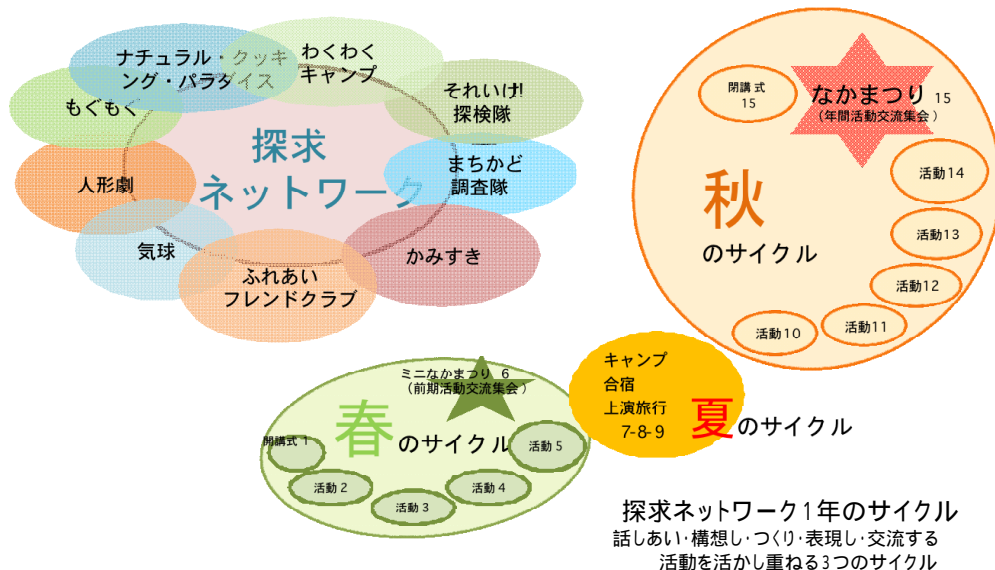 ナチュラル・クッキ
ング・パラダイス
わくわく
キャンプ
それいけ!
探検隊
もぐもぐ
まちかど
調査隊
人形劇
探求
ネットワーク
気球
かみすき
ふれあい
フレンドクラブ
閉講式
15
なかまつり 15
(年間活動交流集会)
活動14
活動13
活動12
活動11
活動10
秋
のサイクル
キャンプ
合宿
上演旅行
7-8-9
夏のサイクル
ミニなかまつり 6
(前期活動交流集会)
春のサイクル
開講式 1
活動2
活動3
活動4
活動5
探求ネットワーク1年のサイクル
話しあい・構想し・つくり・表現し・交流する
活動を活かし重ねる3つのサイクル